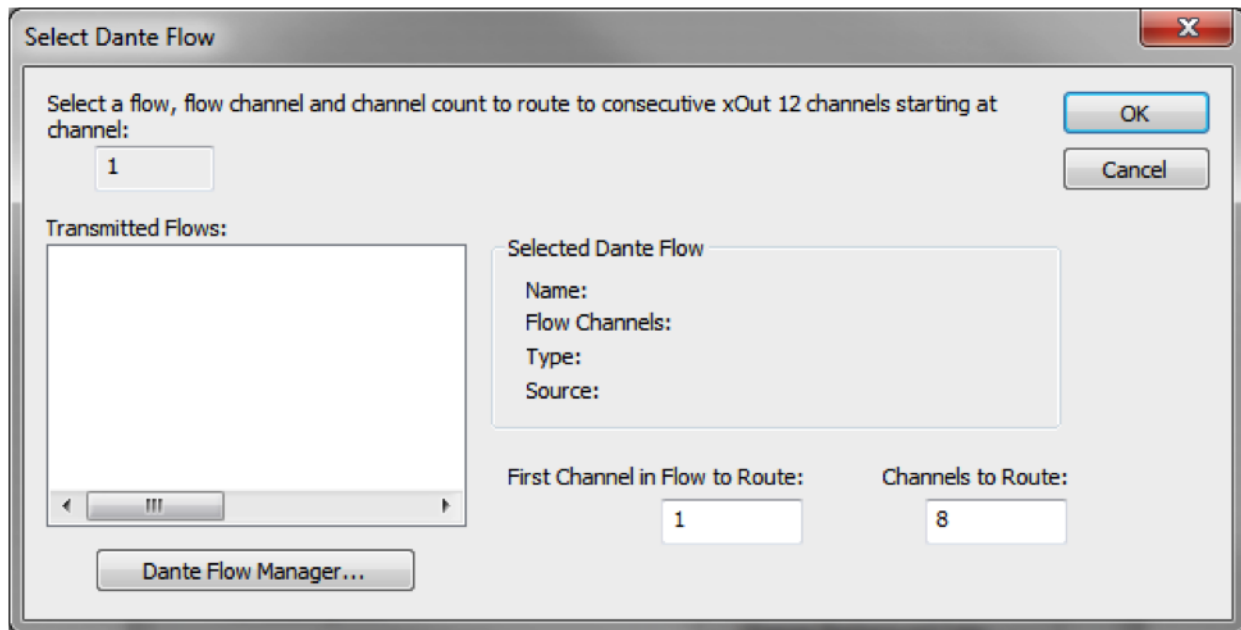 Select Dante Flow
Select a flow, flow channel and channel count to route to consecutive xOut 12 channels starting at
channel:
1
OK
Cancel
Transmitted Flows:
Selected Dante Flow
Name:
Flow Channels:
Type:
Source:
First Channel in Flow to Route:
Channels to Route:
1
8
Dante Flow Manager...